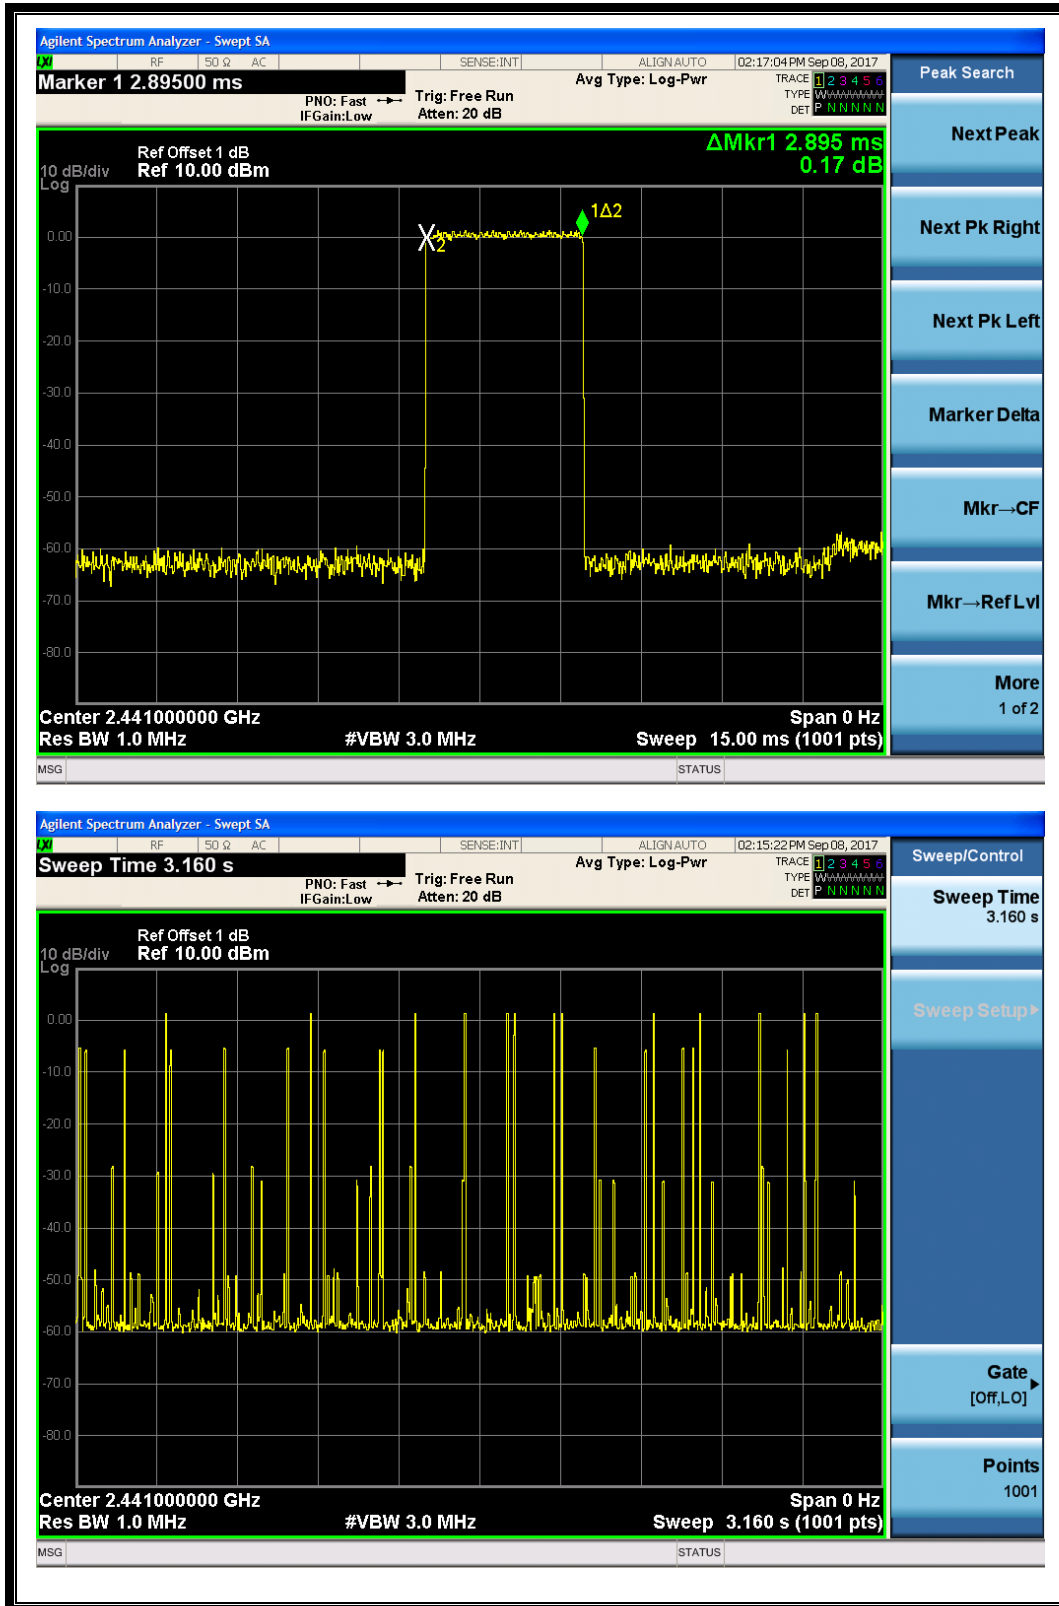 Agilent Spectrum Analyzer - Swept SA
LXI RF 50 Ω AC SENSE:INT ALIGN AUTO 02:17:04 PM Sep 08, 2017
Marker 1 2.89500 ms
PNO: Fast
IFGain:Low
Trig: Free Run
Atten: 20 dB
Avg Type: Log-Pwr
TRACE 1 2 3 4 5 6
TYPE
DET P N N N N N
ΔMkr1 2.895 ms
0.17 dB
Ref Offset 1 dB
10 dB/div Ref 10.00 dBm
Log
1Δ2
2
0.00
-10.0
-20.0
-30.0
-40.0
-50.0
-60.0
-70.0
-80.0
Center 2.441000000 GHz Span 0 Hz
Res BW 1.0 MHz #VBW 3.0 MHz Sweep 15.00 ms (1001 pts)
MSG STATUS
Peak Search
Next Peak
Next Pk Right
Next Pk Left
Marker Delta
Mkr→CF
Mkr→Ref Lvl
More
1 of 2
Agilent Spectrum Analyzer - Swept SA
LXI RF 50 Ω AC SENSE:INT ALIGN AUTO 02:15:22 PM Sep 08, 2017
Sweep Time 3.160 s
PNO: Fast
IFGain:Low
Trig: Free Run
Atten: 20 dB
Avg Type: Log-Pwr
TRACE 1 2 3 4 5 6
TYPE
DET P N N N N N
Ref Offset 1 dB
10 dB/div Ref 10.00 dBm
Log
0.00
-10.0
-20.0
-30.0
-40.0
-50.0
-60.0
-70.0
-80.0
Center 2.441000000 GHz Span 0 Hz
Res BW 1.0 MHz #VBW 3.0 MHz Sweep 3.160 s (1001 pts)
MSG STATUS
Sweep/Control
Sweep Time
3.160 s
Sweep Setup
Gate
[Off,LO]
Points
1001